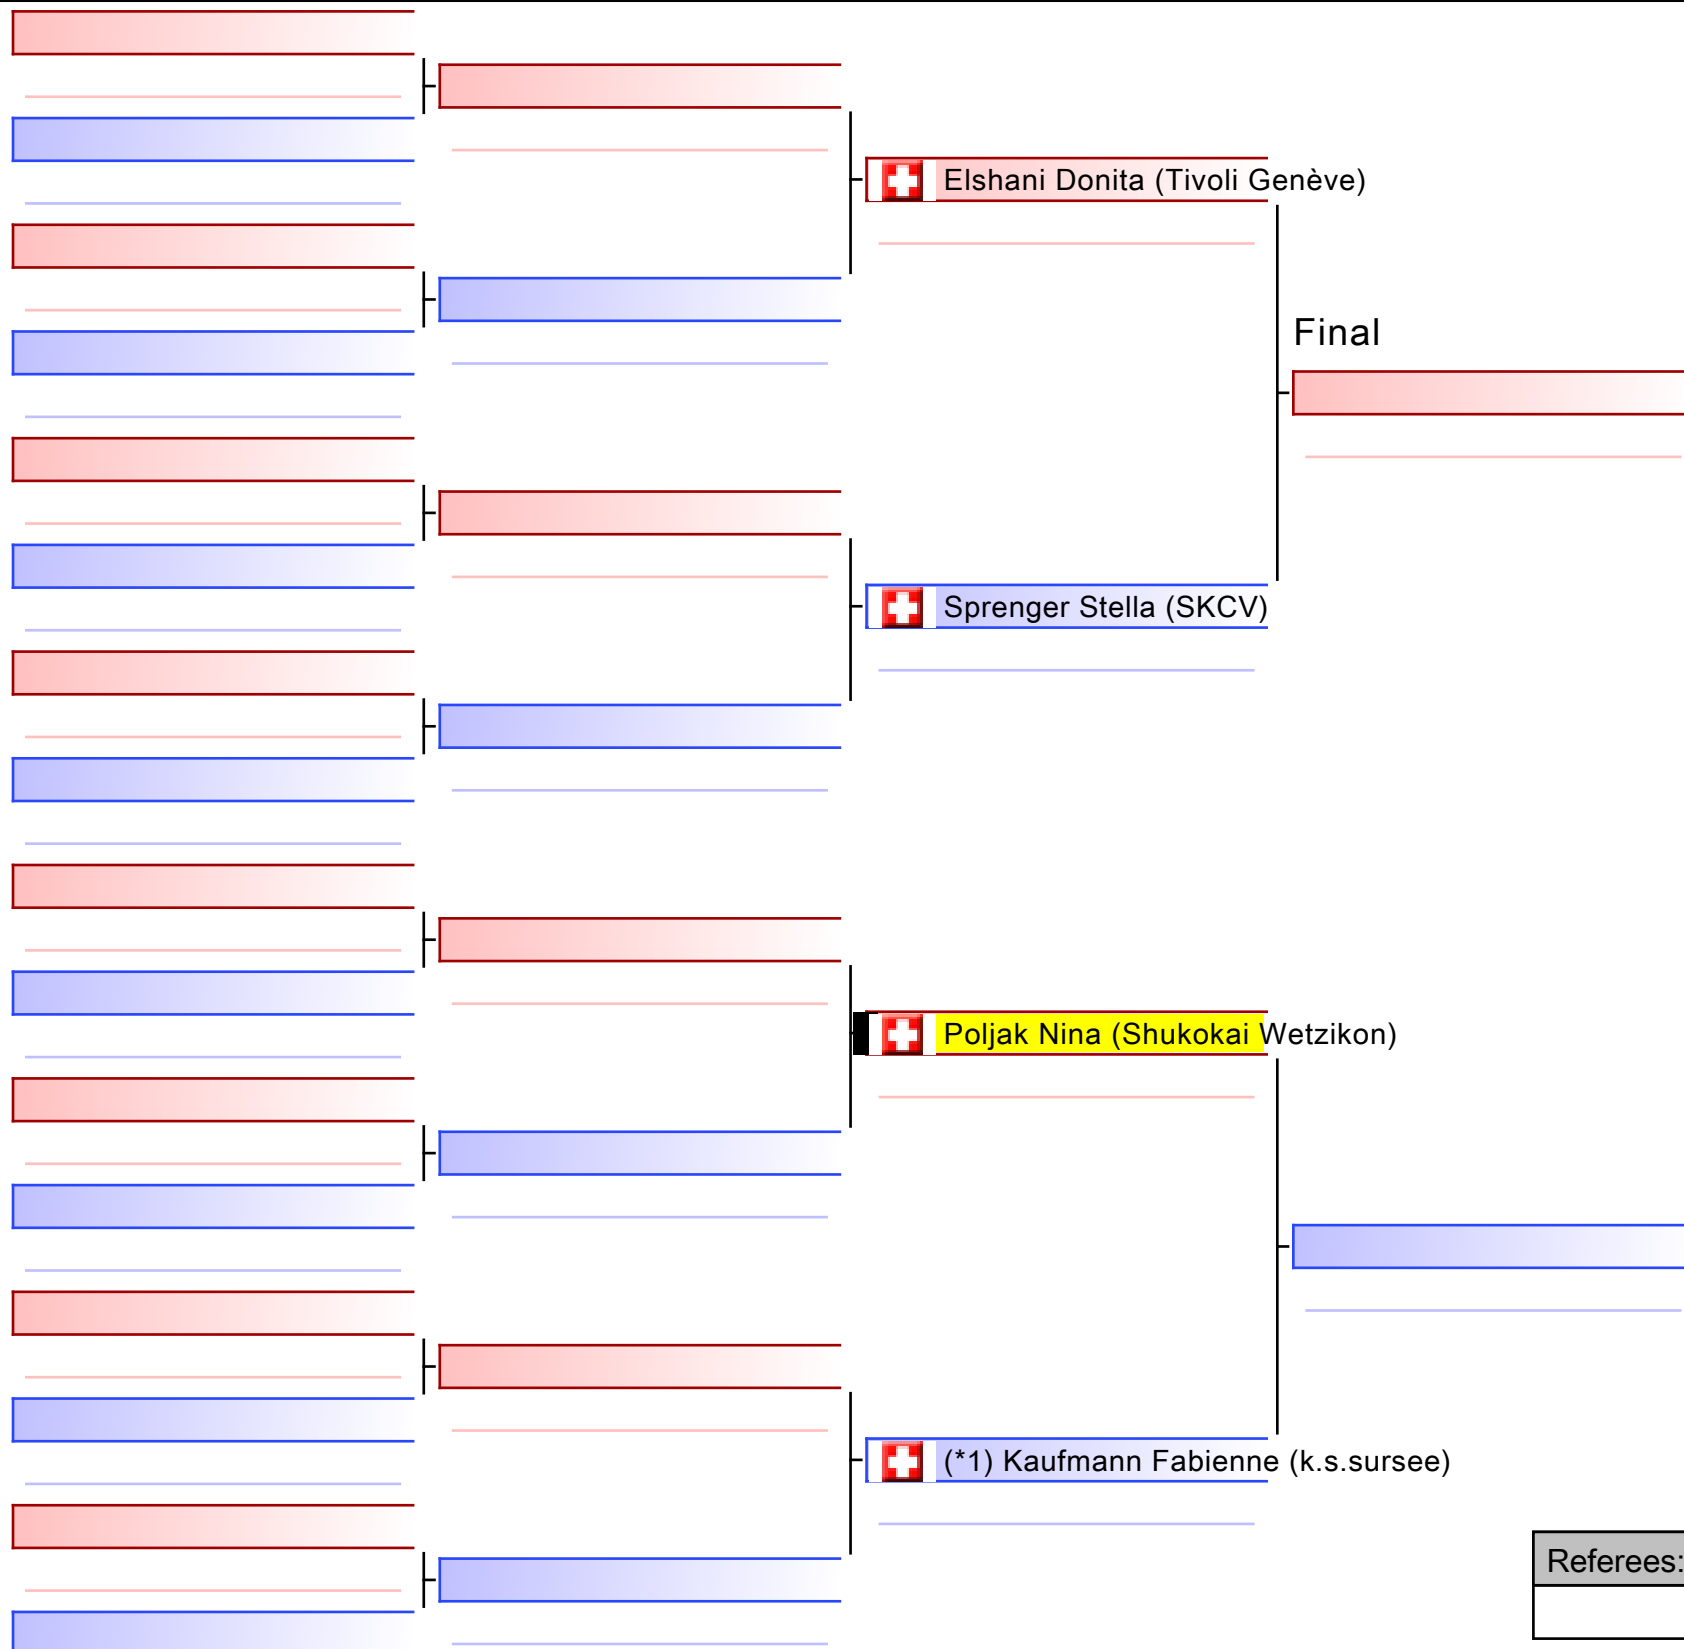 Elshani Donita (Tivoli Genève)
Final
Sprenger Stella (SKCV)
Poljak Nina (Shukokai Wetzikon)
(*1) Kaufmann Fabienne (k.s.sursee)
Referees: